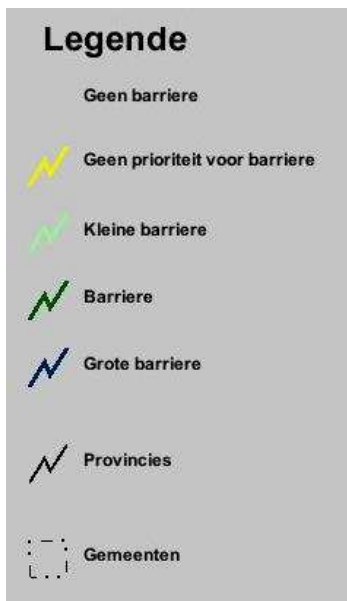 Legende
Geen barriere
Geen prioriteit voor barriere
Kleine barriere
Barriere
Grote barriere
Provincies
Gemeenten